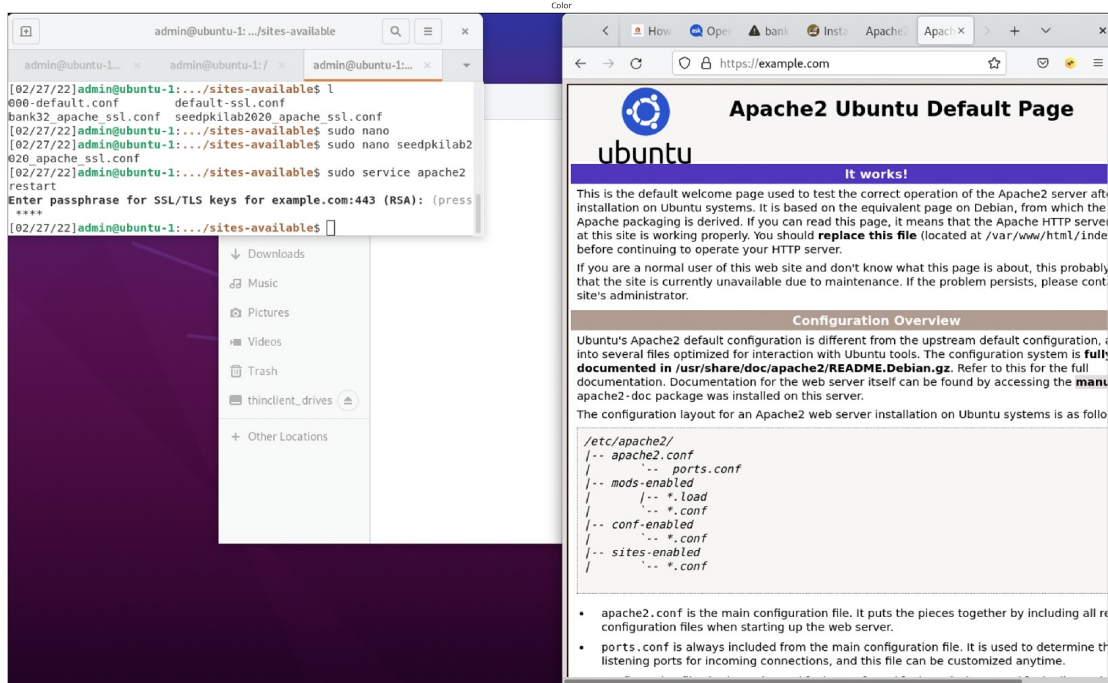 Color
admin@ubuntu-1: .../sites-available
admin@ubuntu-1... × admin@ubuntu-1: / × admin@ubuntu-1:... ×
[02/27/22]admin@ubuntu-1:.../sites-available$ l
000-default.conf default-ssl.conf
bank32_apache_ssl.conf seedpkilab2020_apache_ssl.conf
[02/27/22]admin@ubuntu-1:.../sites-available$ sudo nano
[02/27/22]admin@ubuntu-1:.../sites-available$ sudo nano seedpkilab2
020_apache_ssl.conf
[02/27/22]admin@ubuntu-1:.../sites-available$ sudo service apache2
restart
Enter passphrase for SSL/TLS keys for example.com:443 (RSA): (press
****
[02/27/22]admin@ubuntu-1:.../sites-available$
Downloads
Music
Pictures
Videos
Trash
thinclient_drives
+ Other Locations
How Oper bank Insta Apache2 Apach ×
https://example.com
Apache2 Ubuntu Default Page
ubuntu
It works!
This is the default welcome page used to test the correct operation of the Apache2 server afte
installation on Ubuntu systems. It is based on the equivalent page on Debian, from which the
Apache packaging is derived. If you can read this page, it means that the Apache HTTP server
at this site is working properly. You should replace this file (located at /var/www/html/inde
before continuing to operate your HTTP server.
If you are a normal user of this web site and don't know what this page is about, this probably
that the site is currently unavailable due to maintenance. If the problem persists, please conta
site's administrator.
Configuration Overview
Ubuntu's Apache2 default configuration is different from the upstream default configuration, a
into several files optimized for interaction with Ubuntu tools. The configuration system is fully
documented in /usr/share/doc/apache2/README.Debian.gz. Refer to this for the full
documentation. Documentation for the web server itself can be found by accessing the manu
apache2-doc package was installed on this server.
The configuration layout for an Apache2 web server installation on Ubuntu systems is as follo
/etc/apache2/
|-- apache2.conf
| `-- ports.conf
|-- mods-enabled
| |-- *.load
| `-- *.conf
|-- conf-enabled
| `-- *.conf
|-- sites-enabled
| `-- *.conf
• apache2.conf is the main configuration file. It puts the pieces together by including all re
configuration files when starting up the web server.
• ports.conf is always included from the main configuration file. It is used to determine th
listening ports for incoming connections, and this file can be customized anytime.